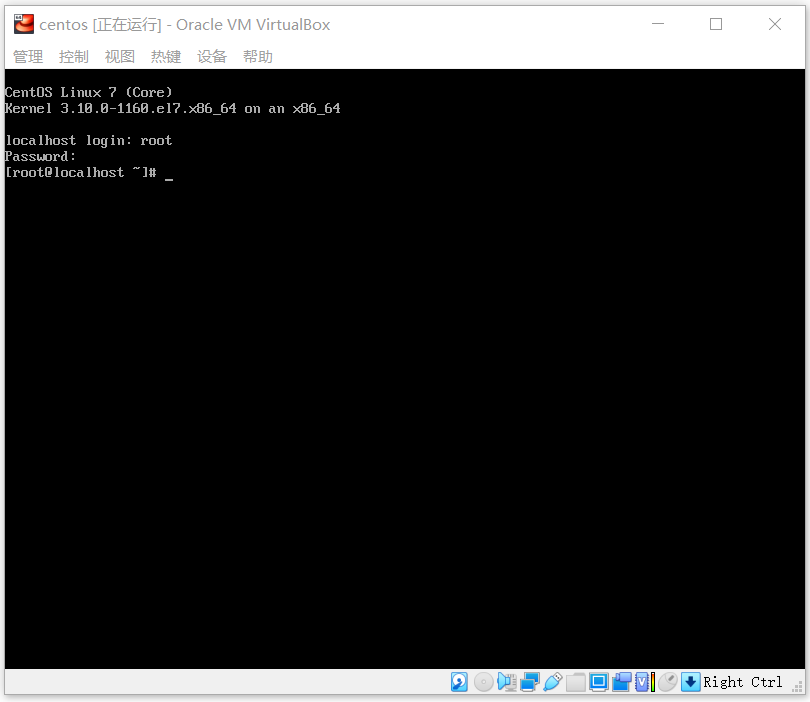 centos [正在运行] - Oracle VM VirtualBox
管理 控制 视图 热键 设备 帮助
CentOS Linux 7 (Core)
Kernel 3.10.0-1160.el7.x86_64 on an x86_64
localhost login: root
Password:
[root@localhost ~]# _
Right Ctrl